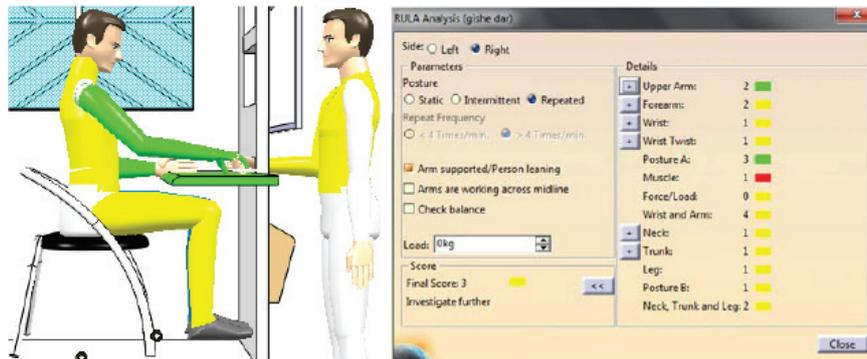 RULA Analysis (gishe dar)
Side: Left Right
Parameters
Posture
Static Intermittent Repeated
Repeat Frequency
< 4 Times/min. > 4 Times/min.
Arm supported/Person leaning
Arms are working across midline
Check balance
Load: 0kg
Score
Final Score: 3
Investigate further
<<
Details
+ Upper Arm: 2
+ Forearm: 2
+ Wrist: 1
+ Wrist Twist: 1
Posture A: 3
Muscle: 1
Force/Load: 0
Wrist and Arm: 4
+ Neck: 1
+ Trunk: 1
Leg: 1
Posture B: 1
Neck, Trunk and Leg: 2
Close